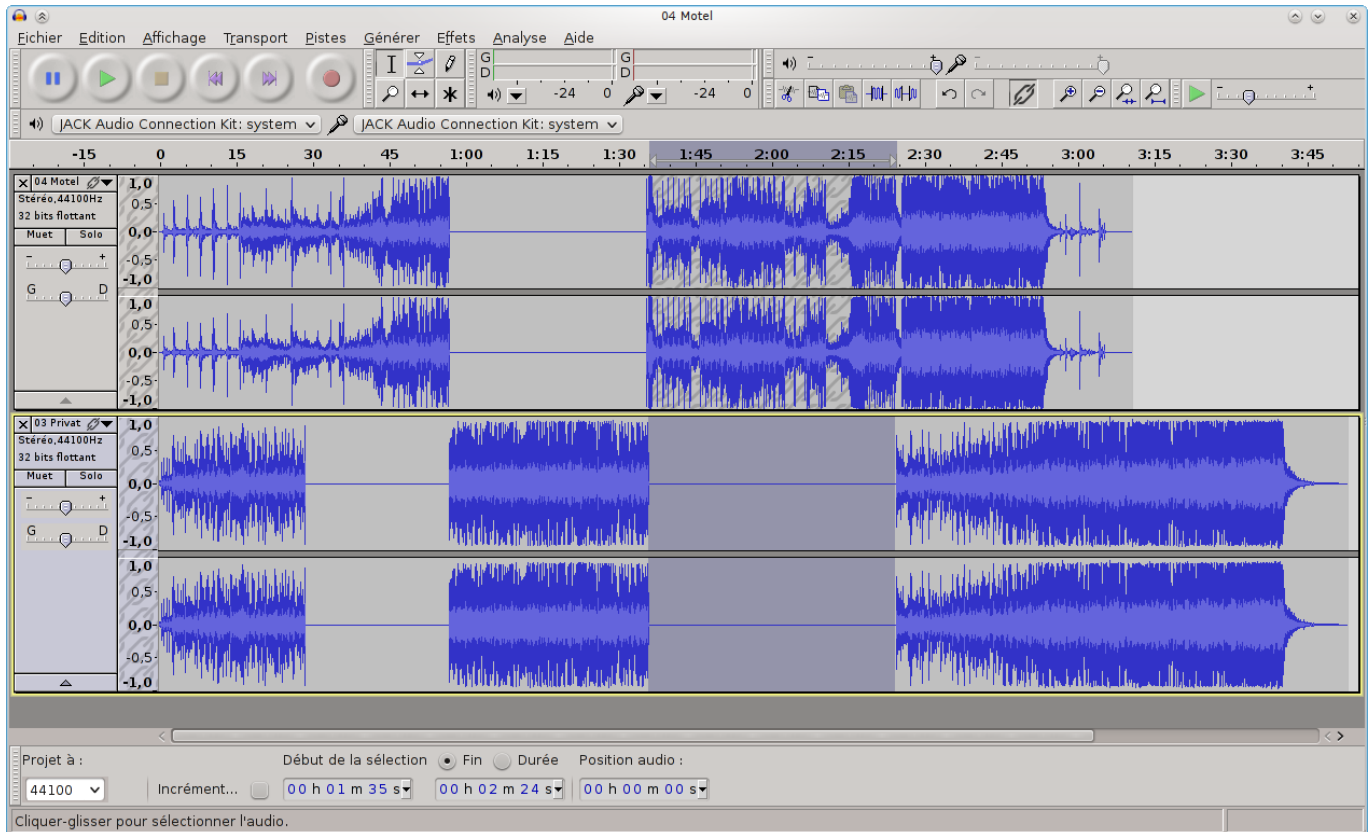 04 Motel
Fichier Edition Affichage Transport Pistes Générer Effets Analyse Aide
G G
D D
-24 0 -24 0
JACK Audio Connection Kit: system JACK Audio Connection Kit: system
-15 0 15 30 45 1:00 1:15 1:30 1:45 2:00 2:15 2:30 2:45 3:00 3:15 3:30 3:45
04 Motel
Stéréo,44100Hz
32 bits flottant
Muet Solo
- +
G D
1,0
0,5-
0,0-
-0,5-
-1,0
1,0
0,5-
0,0-
-0,5-
-1,0
03 Privat
Stéréo,44100Hz
32 bits flottant
Muet Solo
- +
G D
1,0
0,5-
0,0-
-0,5-
-1,0
1,0
0,5-
0,0-
-0,5-
-1,0
Projet à : Début de la sélection Fin Durée Position audio :
44100 Incrément... 00 h 01 m 35 s 00 h 02 m 24 s 00 h 00 m 00 s
Cliquer-glisser pour sélectionner l'audio.